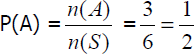 P(A) = n(A)/n(S) = 3/6 = 1/2